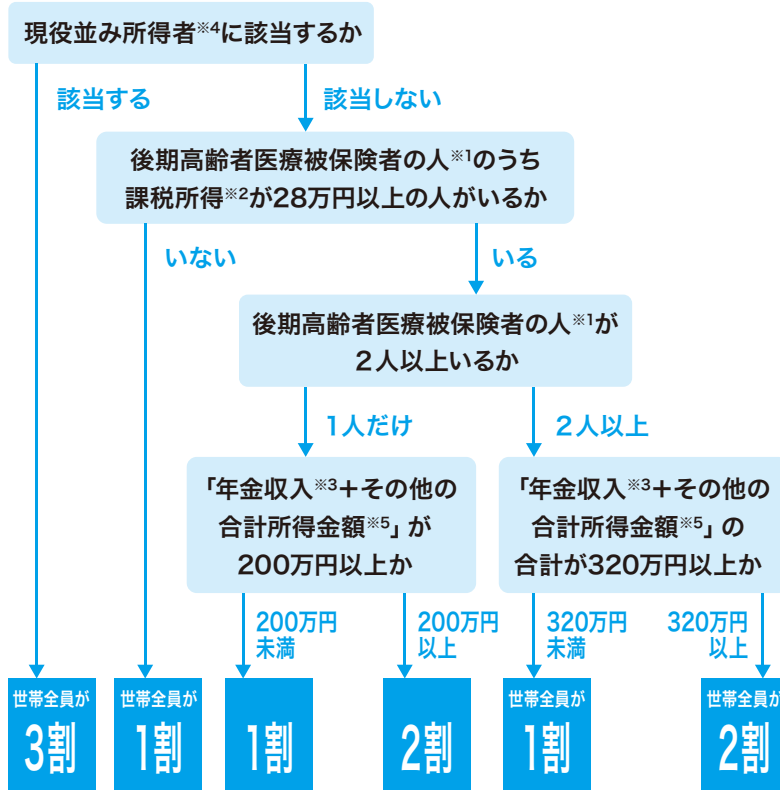 現役並み所得者※4に該当するか
該当する
該当しない
後期高齢者医療被保険者の人※1のうち
課税所得※2が28万円以上の人がいるか
いない
いる
後期高齢者医療被保険者の人※1が
2人以上いるか
1人だけ
2人以上
「年金収入※3+その他の
合計所得金額※5」が
200万円以上か
「年金収入※3+その他の
合計所得金額※5」の
合計が320万円以上か
200万円
未満
200万円
以上
320万円
未満
320万円
以上
世帯全員が
3割
世帯全員が
1割
1割
2割
世帯全員が
1割
世帯全員が
2割